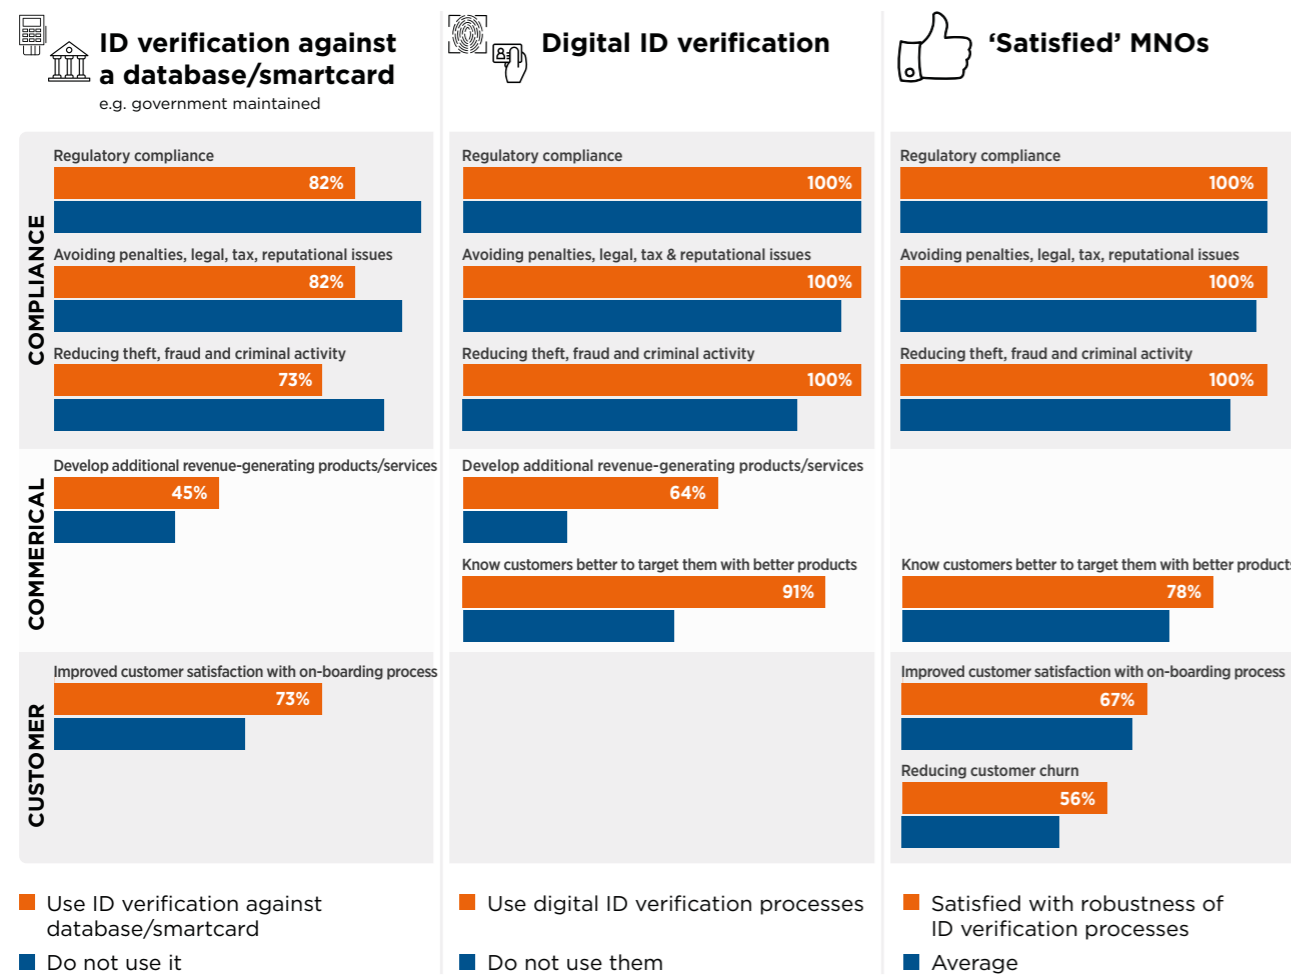 ID verification against
a database/smartcard
e.g. government maintained
Digital ID verification
‘Satisfied’ MNOs
COMPLIANCE
Regulatory compliance
82%
Avoiding penalties, legal, tax, reputational issues
82%
Reducing theft, fraud and criminal activity
73%
Regulatory compliance
100%
Avoiding penalties, legal, tax & reputational issues
100%
Reducing theft, fraud and criminal activity
100%
Regulatory compliance
100%
Avoiding penalties, legal, tax, reputational issues
100%
Reducing theft, fraud and criminal activity
100%
COMMERICAL
Develop additional revenue-generating products/services
45%
Develop additional revenue-generating products/services
64%
Know customers better to target them with better products
91%
Know customers better to target them with better products
78%
CUSTOMER
Improved customer satisfaction with on-boarding process
73%
Improved customer satisfaction with on-boarding process
67%
Reducing customer churn
56%
Use ID verification against
database/smartcard
Do not use it
Use digital ID verification processes
Do not use them
Satisfied with robustness of
ID verification processes
Average